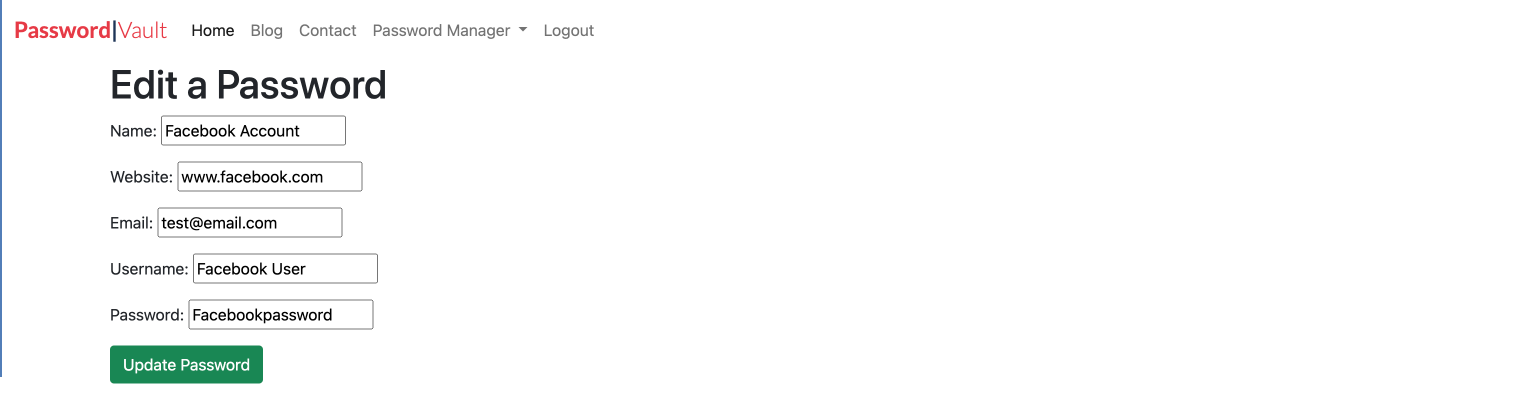 Password|Vault Home Blog Contact Password Manager Logout
Edit a Password
Name: Facebook Account
Website: www.facebook.com
Email: test@email.com
Username: Facebook User
Password: Facebookpassword
Update Password